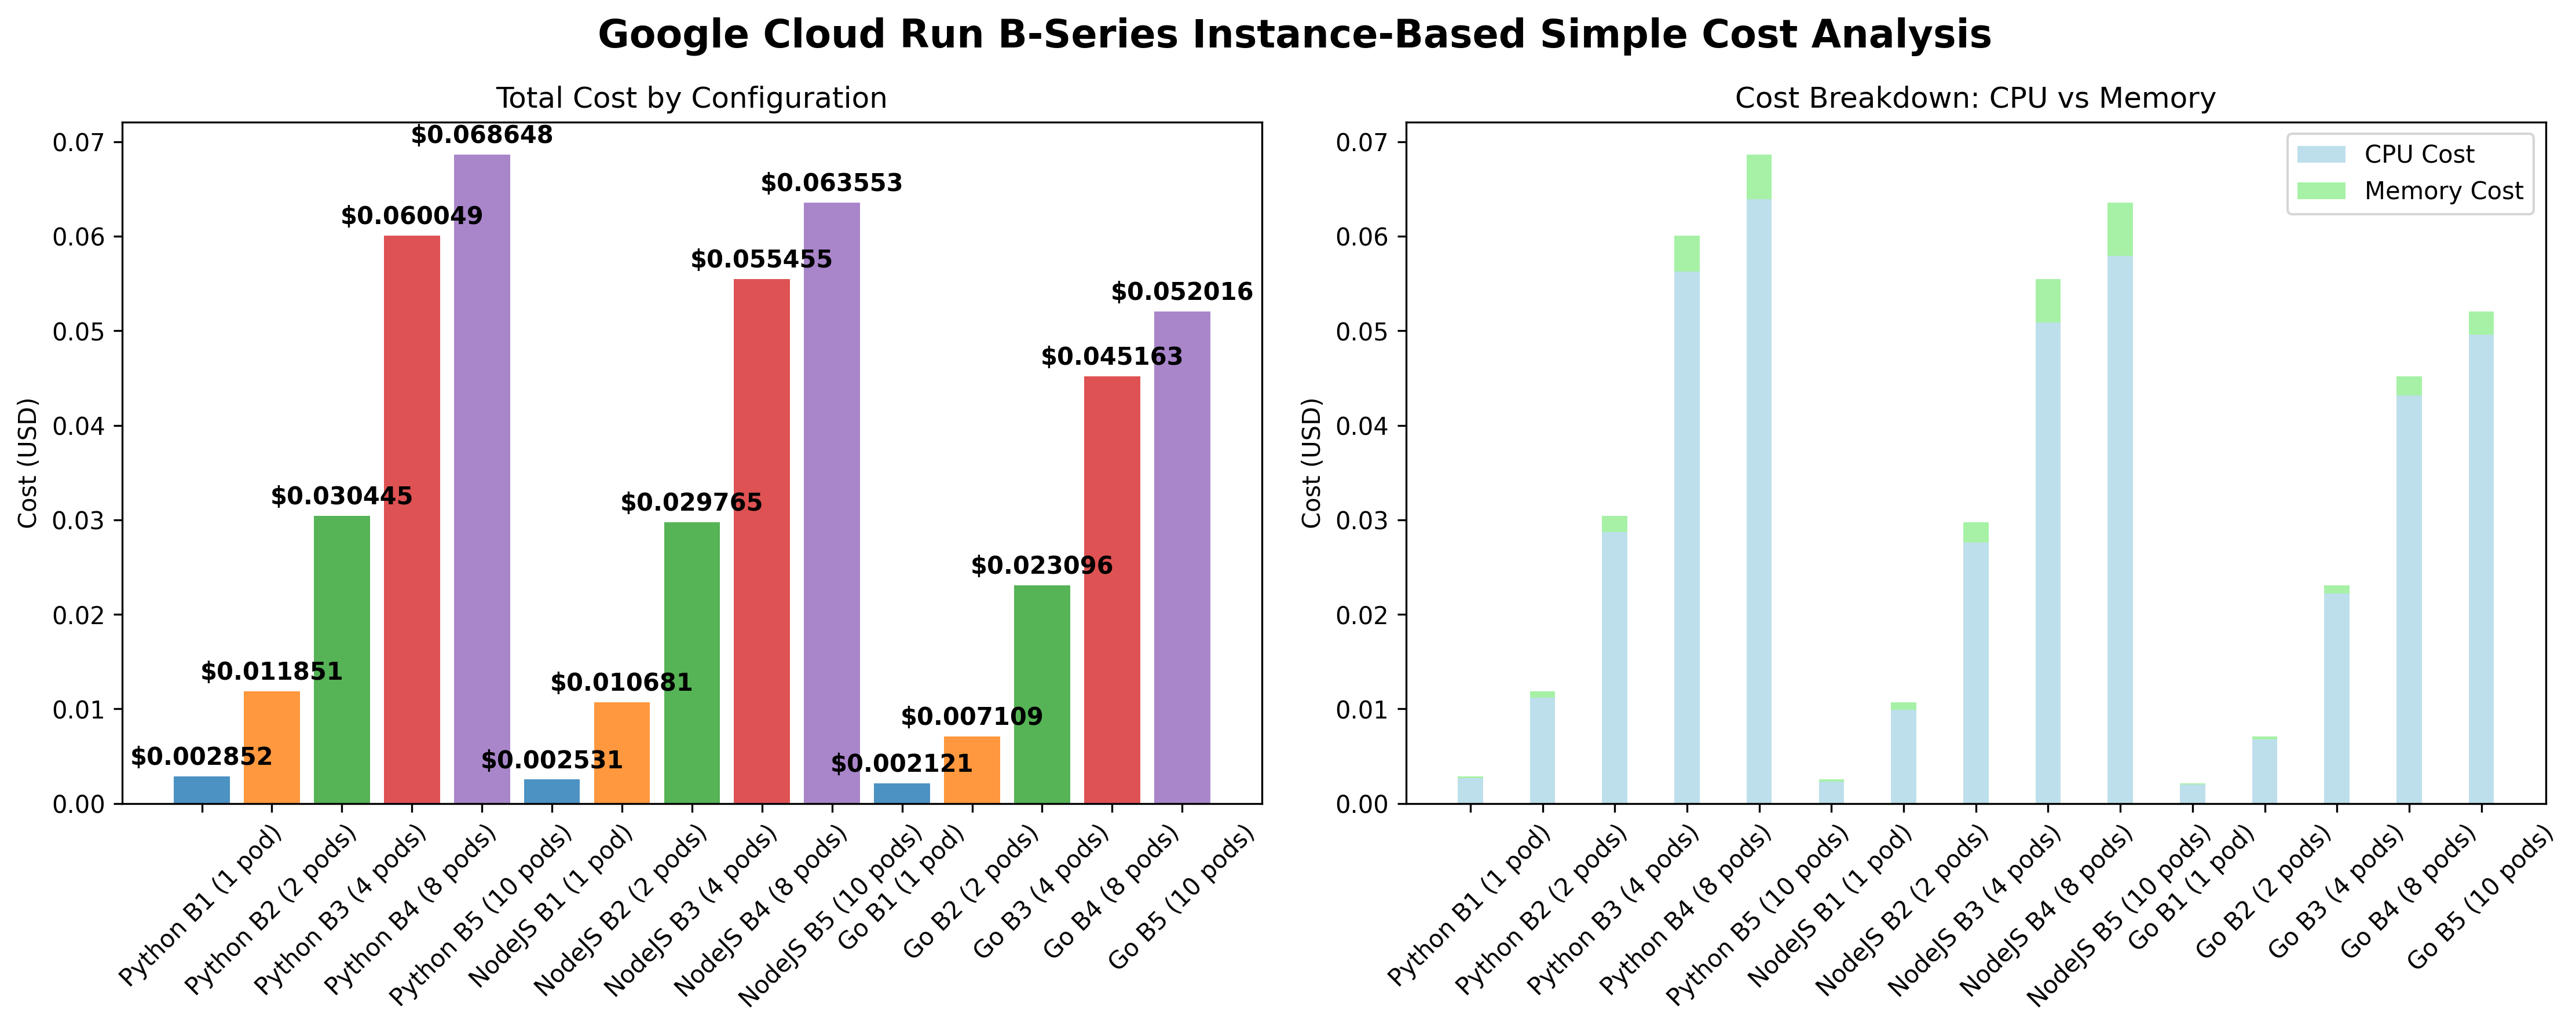 Google Cloud Run B-Series Instance-Based Simple Cost Analysis
Total Cost by Configuration
Cost (USD)
0.07
0.06
0.05
0.04
0.03
0.02
0.01
0.00
$0.002852
$0.011851
$0.030445
$0.060049
$0.068648
$0.002531
$0.010681
$0.029765
$0.055455
$0.063553
$0.002121
$0.007109
$0.023096
$0.045163
$0.052016
Python B1 (1 pod)
Python B2 (2 pods)
Python B3 (4 pods)
Python B4 (8 pods)
Python B5 (10 pods)
NodeJS B1 (1 pod)
NodeJS B2 (2 pods)
NodeJS B3 (4 pods)
NodeJS B4 (8 pods)
NodeJS B5 (10 pods)
Go B1 (1 pod)
Go B2 (2 pods)
Go B3 (4 pods)
Go B4 (8 pods)
Go B5 (10 pods)
Cost Breakdown: CPU vs Memory
CPU Cost
Memory Cost
Cost (USD)
0.07
0.06
0.05
0.04
0.03
0.02
0.01
0.00
Python B1 (1 pod)
Python B2 (2 pods)
Python B3 (4 pods)
Python B4 (8 pods)
Python B5 (10 pods)
NodeJS B1 (1 pod)
NodeJS B2 (2 pods)
NodeJS B3 (4 pods)
NodeJS B4 (8 pods)
NodeJS B5 (10 pods)
Go B1 (1 pod)
Go B2 (2 pods)
Go B3 (4 pods)
Go B4 (8 pods)
Go B5 (10 pods)